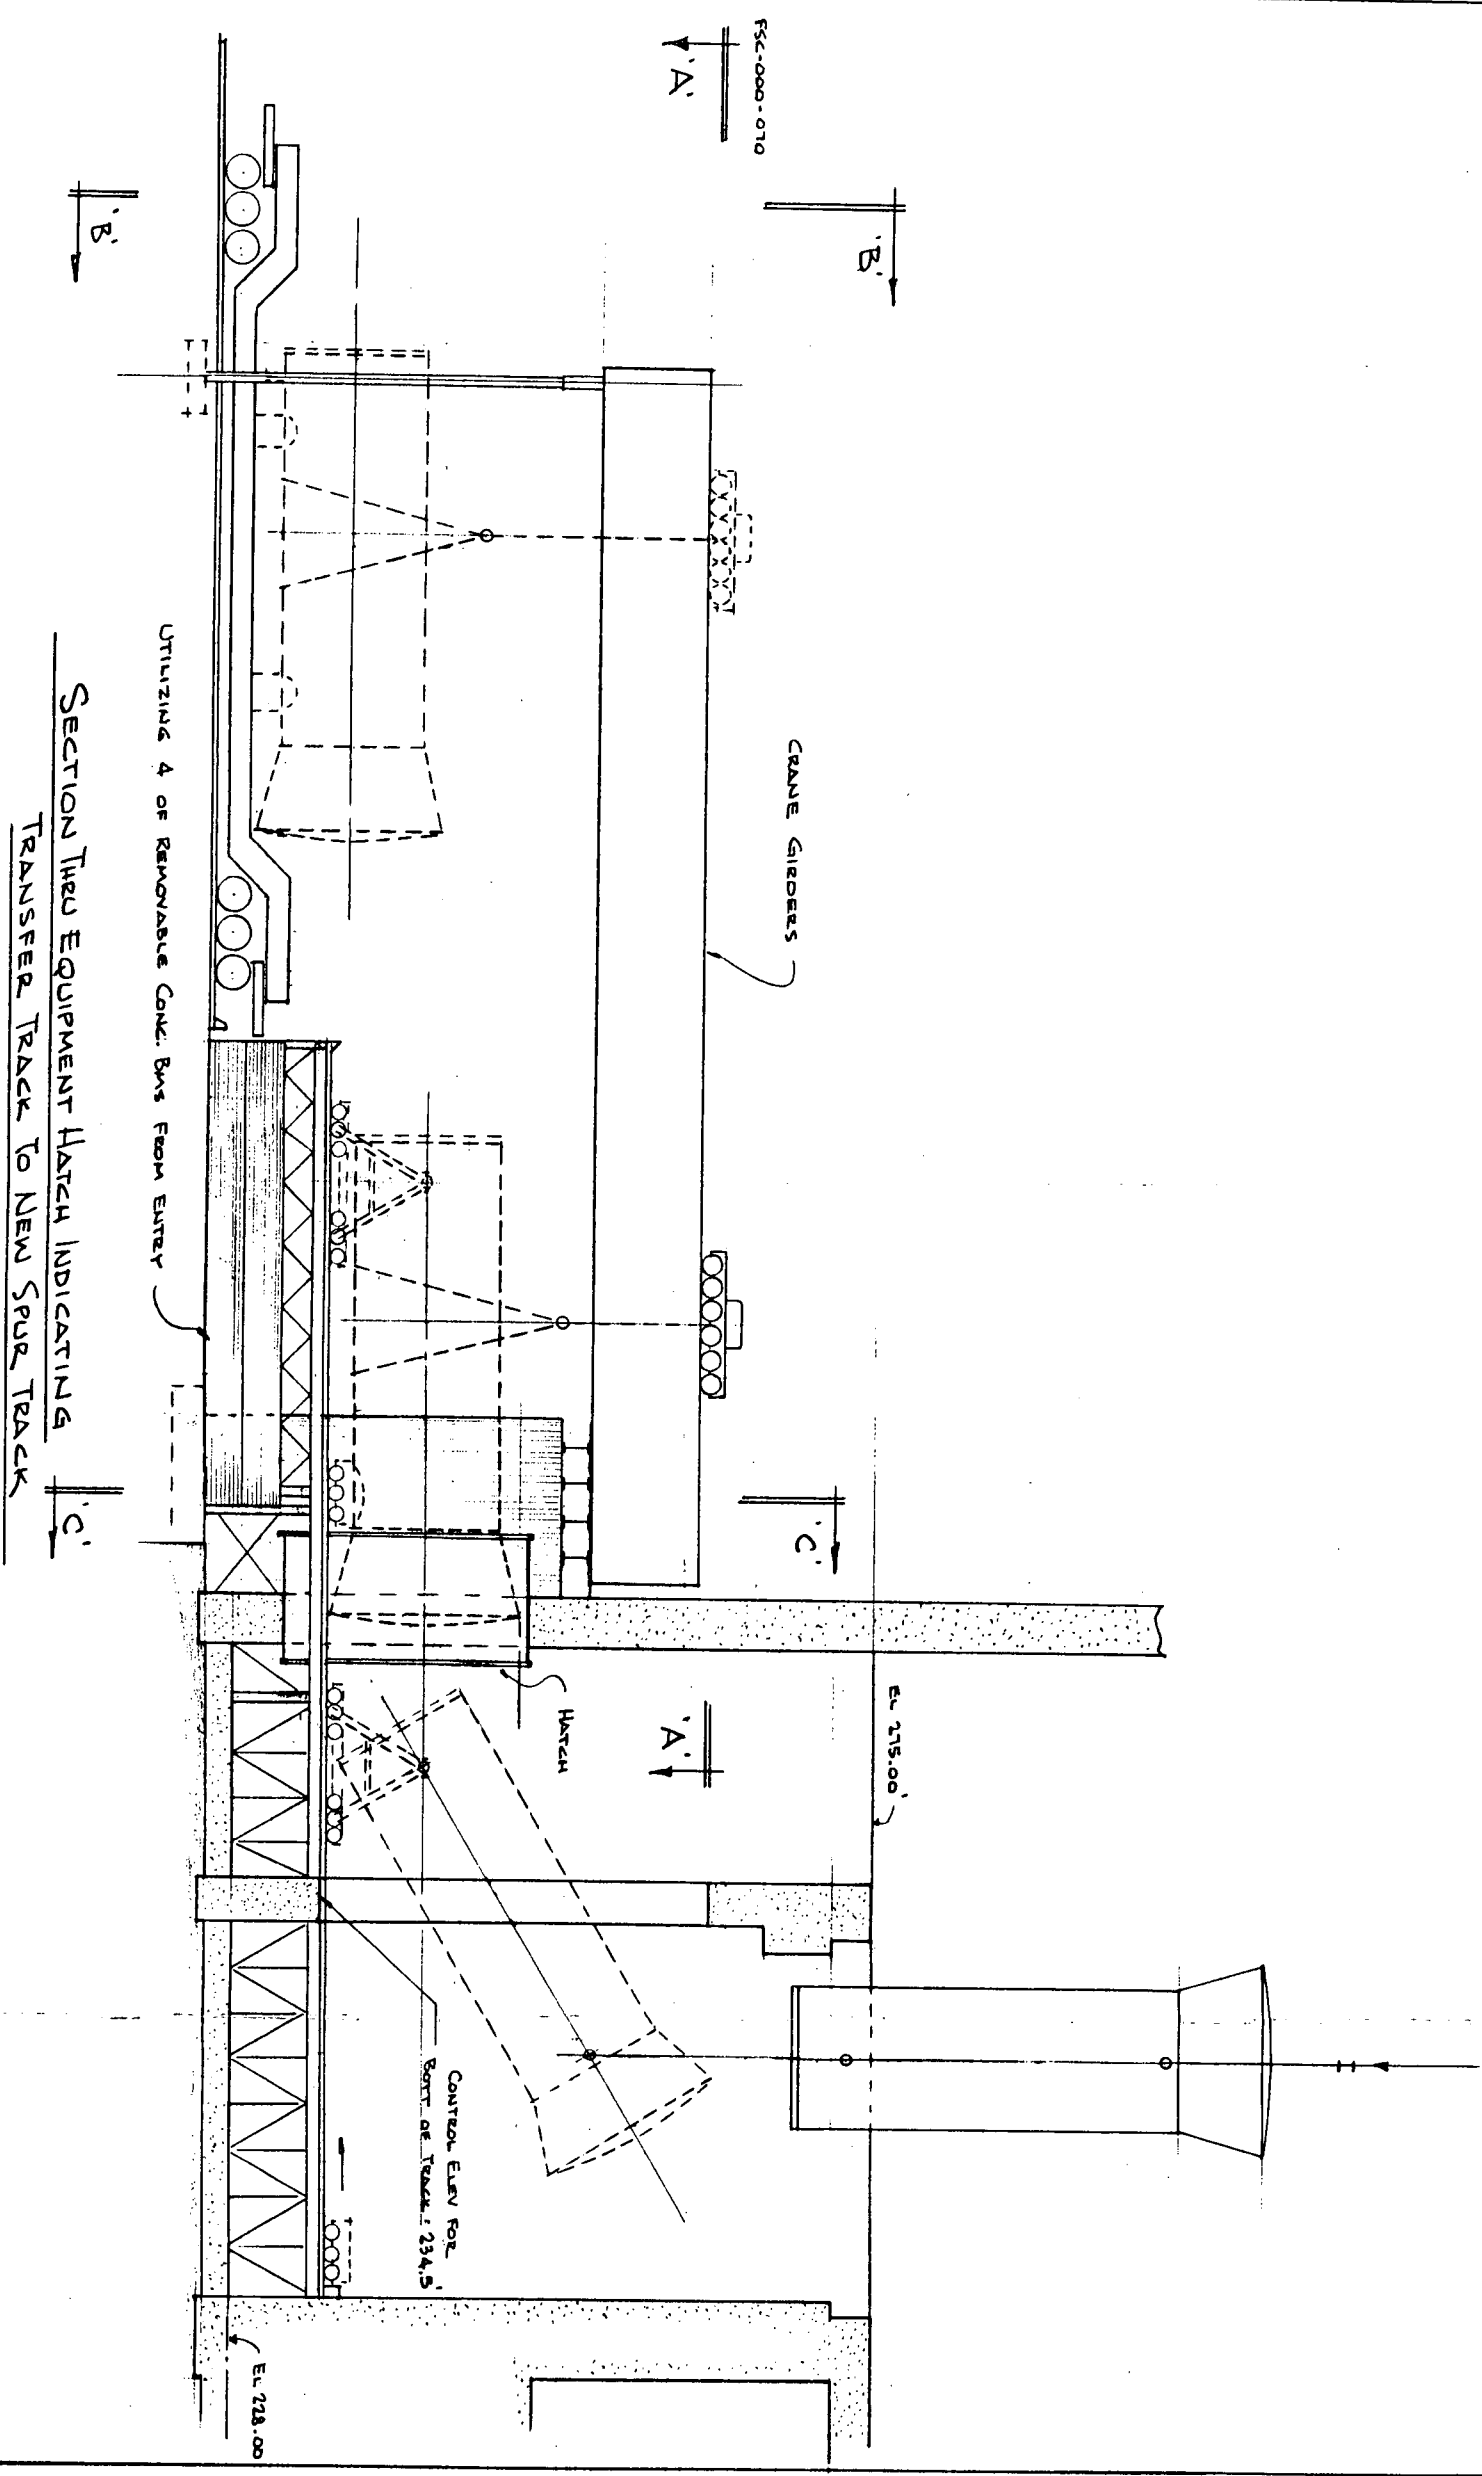 FSC-000-070
'A'
'B'
'B'
CRANE GIRDERS
UTILIZING 4 OF REMOVABLE CONC. BMS FROM ENTRY
'C'
'C'
HATCH
'A'
EL 275.00'
CONTROL ELEV FOR
BOTT OF TRACK: 234.5'
EL 228.00
SECTION THRU EQUIPMENT HATCH INDICATING
TRANSFER TRACK TO NEW SPUR TRACK